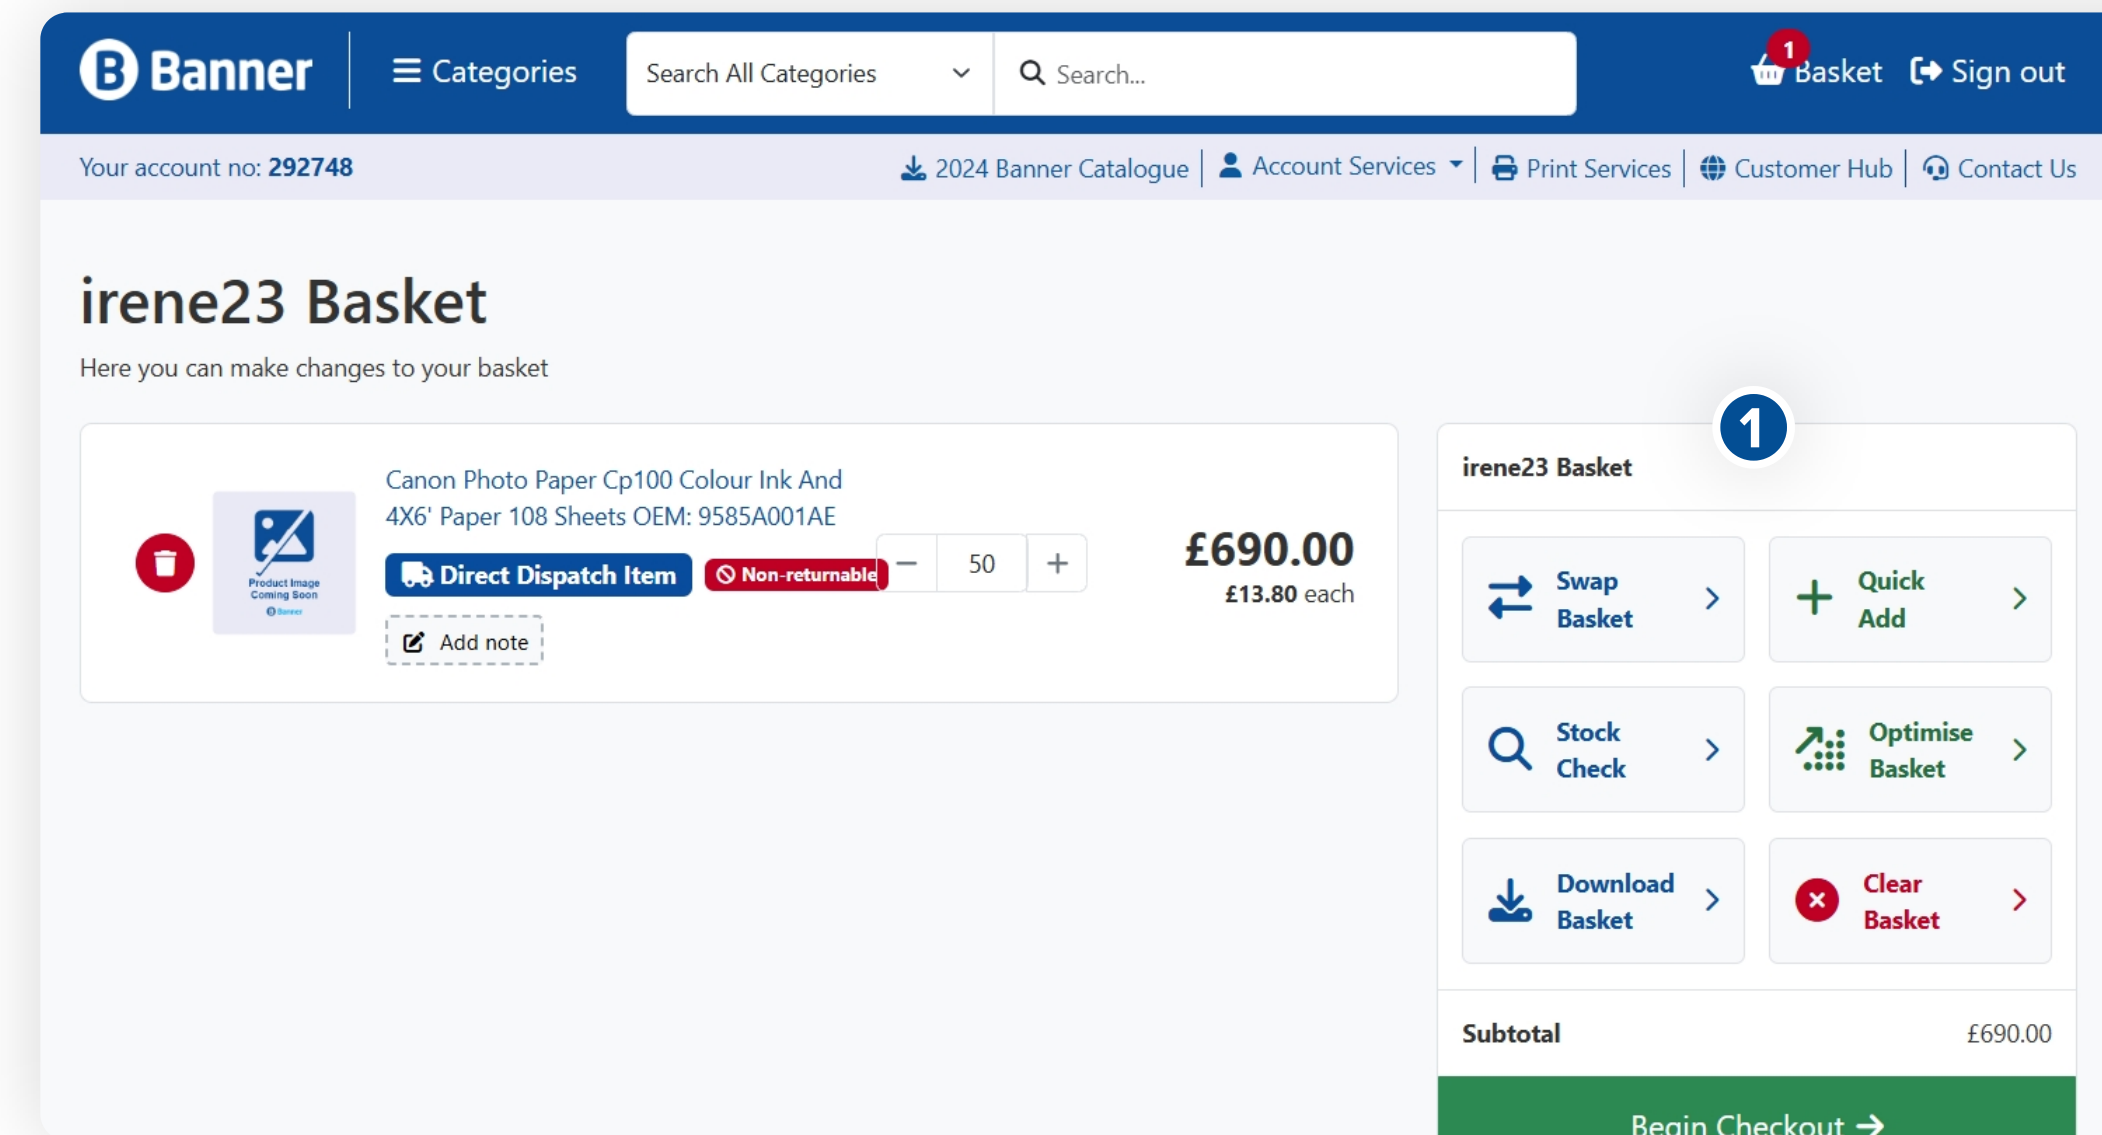 B Banner
Categories
Search All Categories
Search...
1
Basket
Sign out
Your account no: 292748
2024 Banner Catalogue
Account Services
Print Services
Customer Hub
Contact Us
irene23 Basket
Here you can make changes to your basket
Product Image
Coming Soon
B Banner
Canon Photo Paper Cp100 Colour Ink And
4X6' Paper 108 Sheets OEM: 9585A001AE
Direct Dispatch Item
Non-returnable
Add note
50
£690.00
£13.80 each
1
irene23 Basket
Swap
Basket
Quick
Add
Stock
Check
Optimise
Basket
Download
Basket
Clear
Basket
Subtotal
£690.00
Begin Checkout